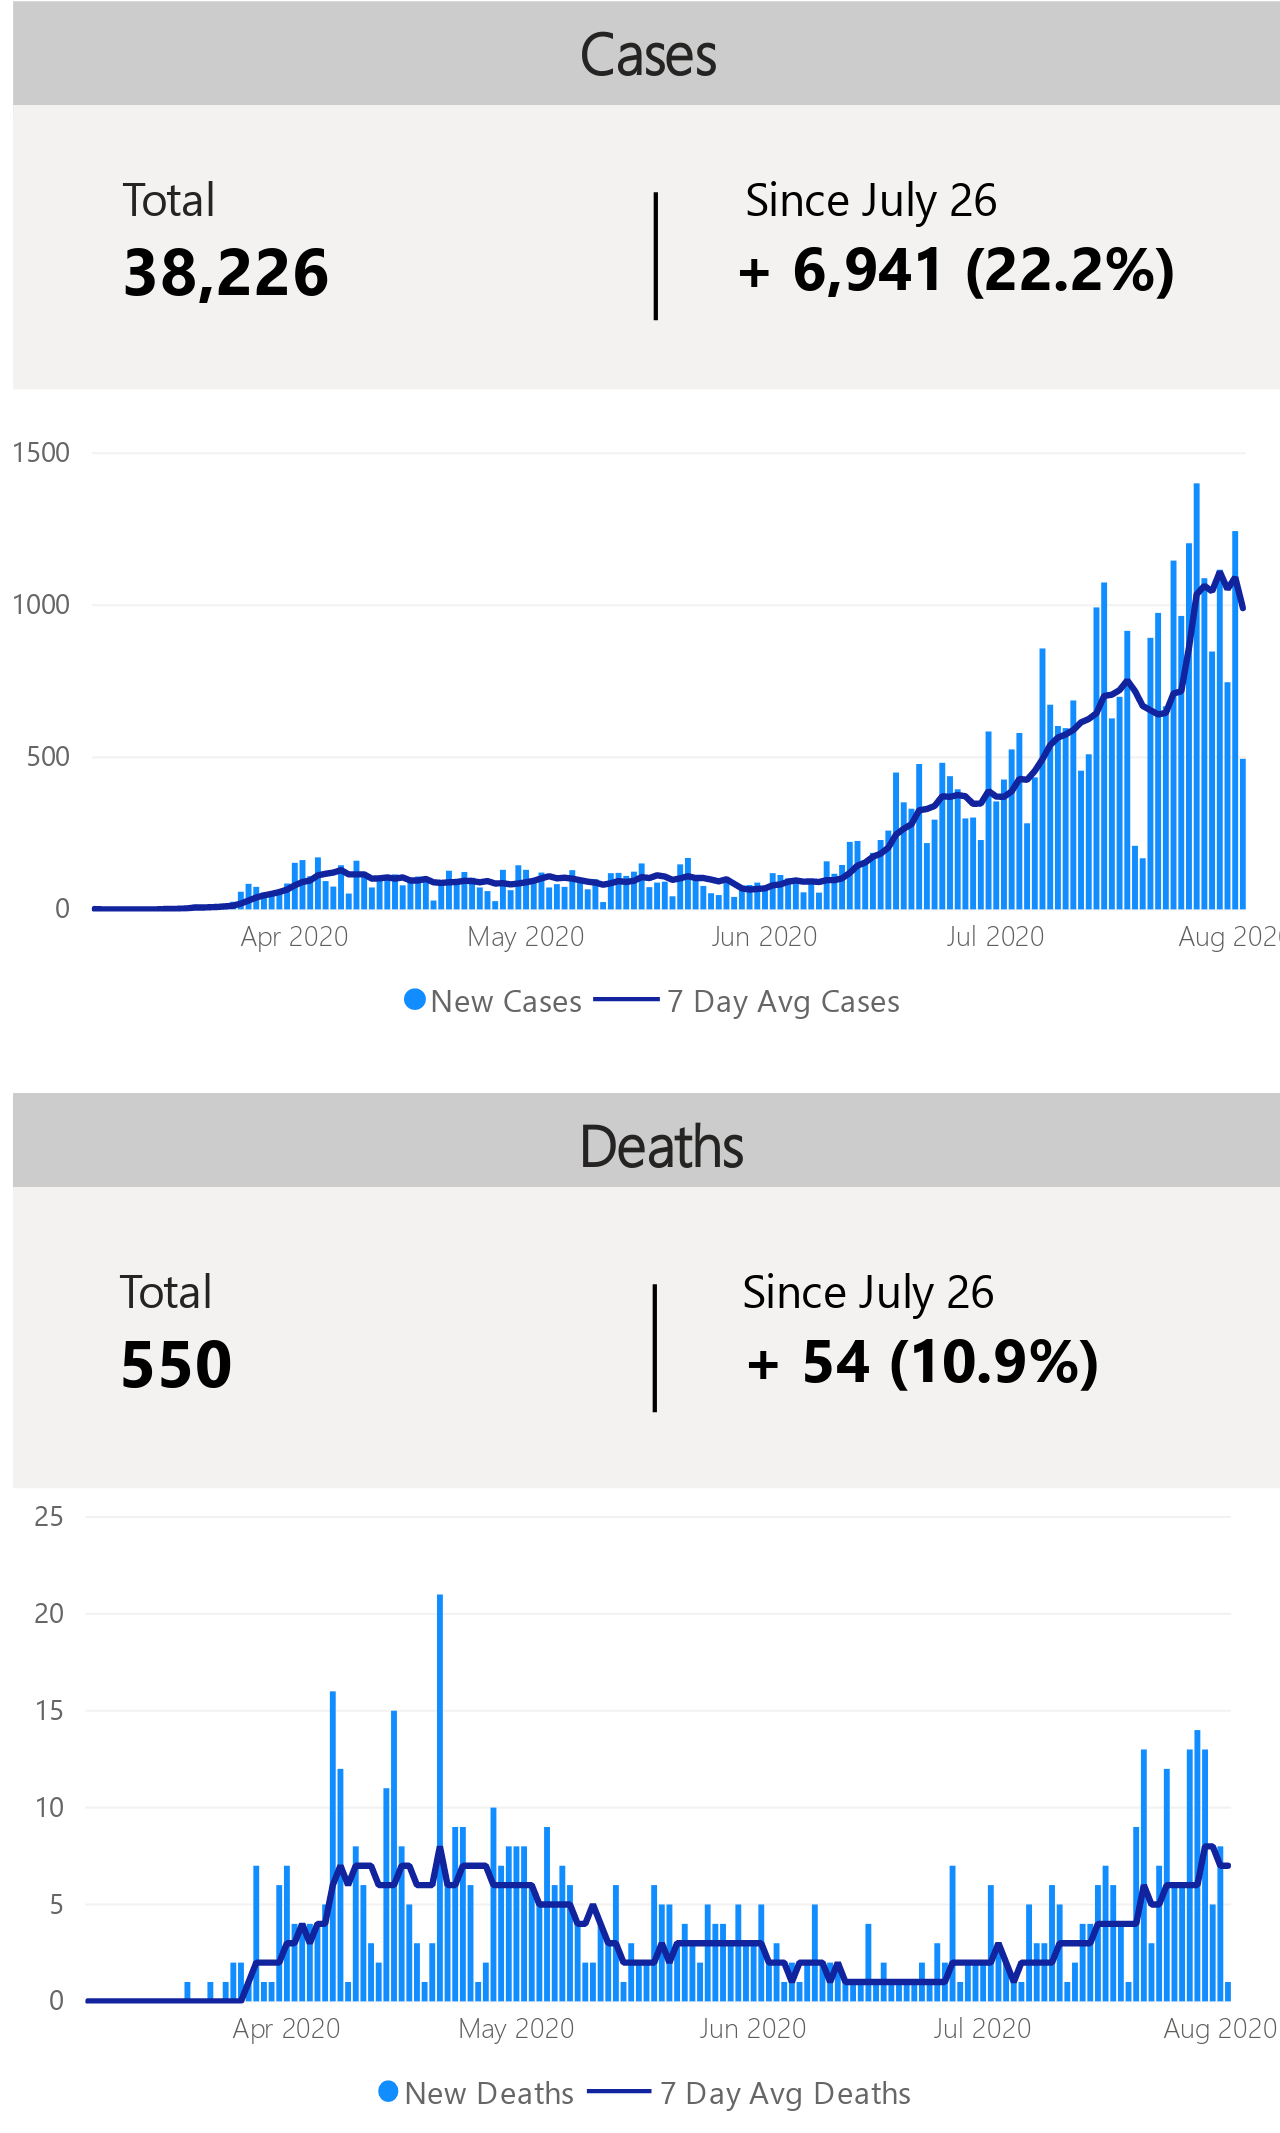 Cases
Total
Since July 26
38,226
+ 6,941 (22.2%)
1500
1000
500
0
Apr 2020
May 2020
Jun 2020
Jul 2020
Aug 202
New Cases
7 Day Avg Cases
Deaths
Total
Since July 26
550
+ 54 (10.9%)
25
20
15
10
5
0
Apr 2020
May 2020
Jun 2020
Jul 2020
Aug 2020
New Deaths
7 Day Avg Deaths